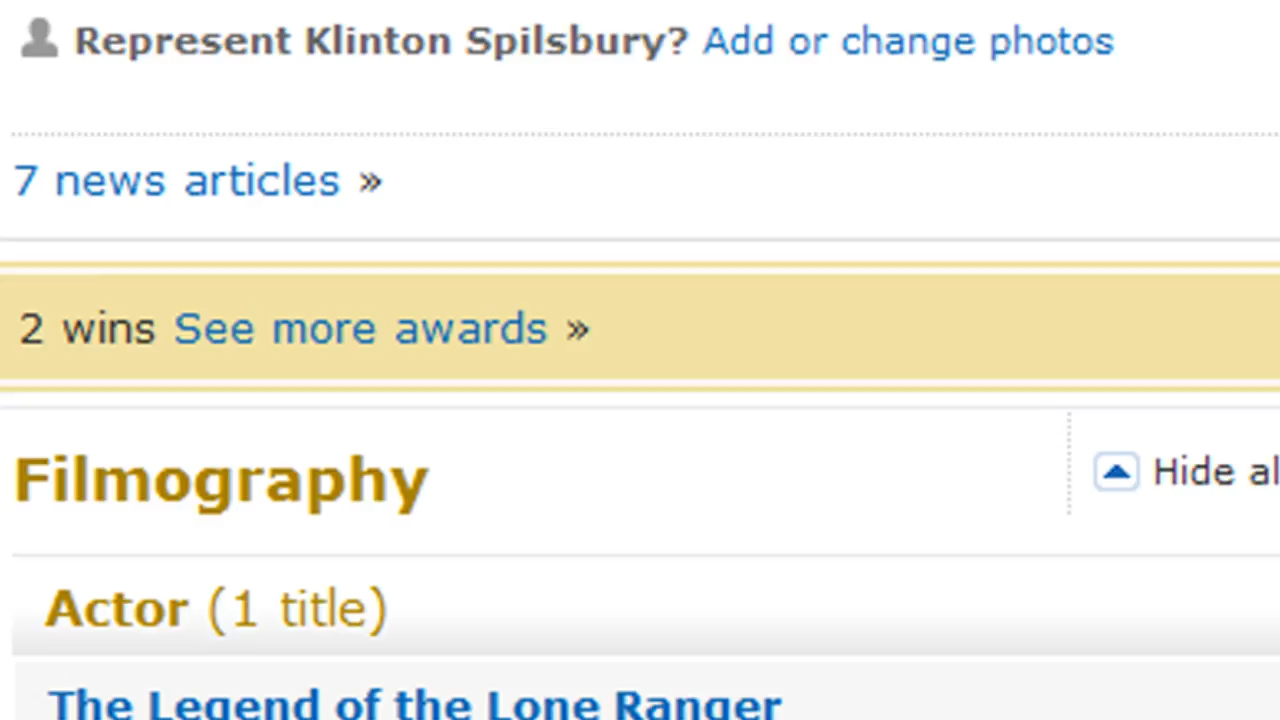 Represent Klinton Spilsbury? Add or change photos
7 news articles »
2 wins See more awards »
Filmography
Hide al
Actor (1 title)
The Legend of the Lone Ranger